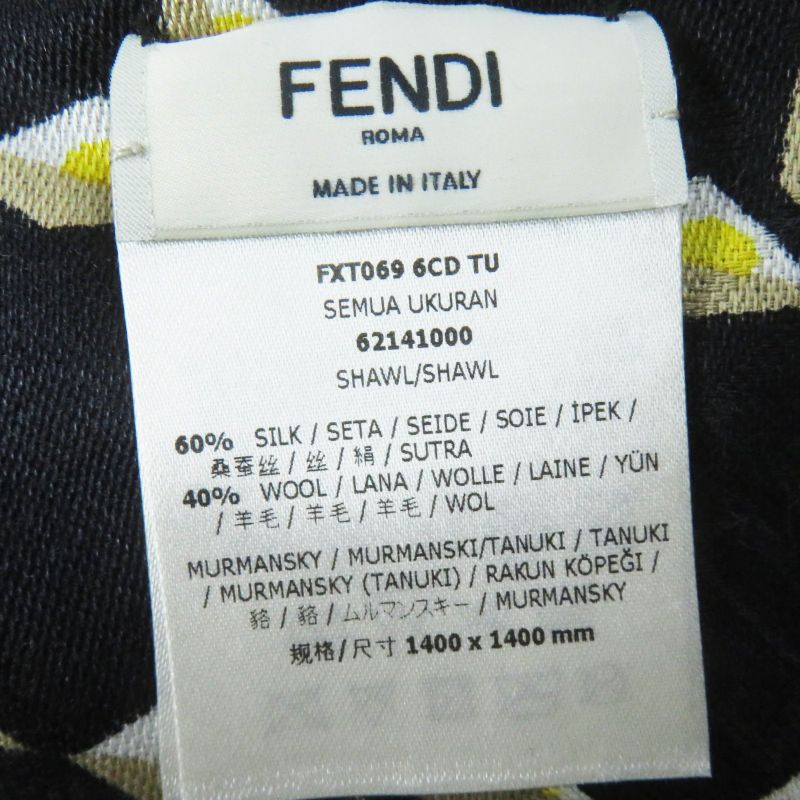 FENDI
ROMA
MADE IN ITALY
FXT069 6CD TU
SEMUA UKURAN
62141000
SHAWL/SHAWL
60% SILK / SETA / SEIDE / SOIE / İPEK /
桑蚕丝 / 丝 / 絹 / SUTRA
40% WOOL / LANA / WOLLE / LAINE / YÜN
/ 羊毛 / 羊毛 / 羊毛 / WOL
MURMANSKY / MURMANSKI/TANUKI / TANUKI
/ MURMANSKY (TANUKI) / RAKUN KÖPEĞI /
貉 / 貉 / ムルマンスキー / MURMANSKY
规格/尺寸 1400 x 1400 mm